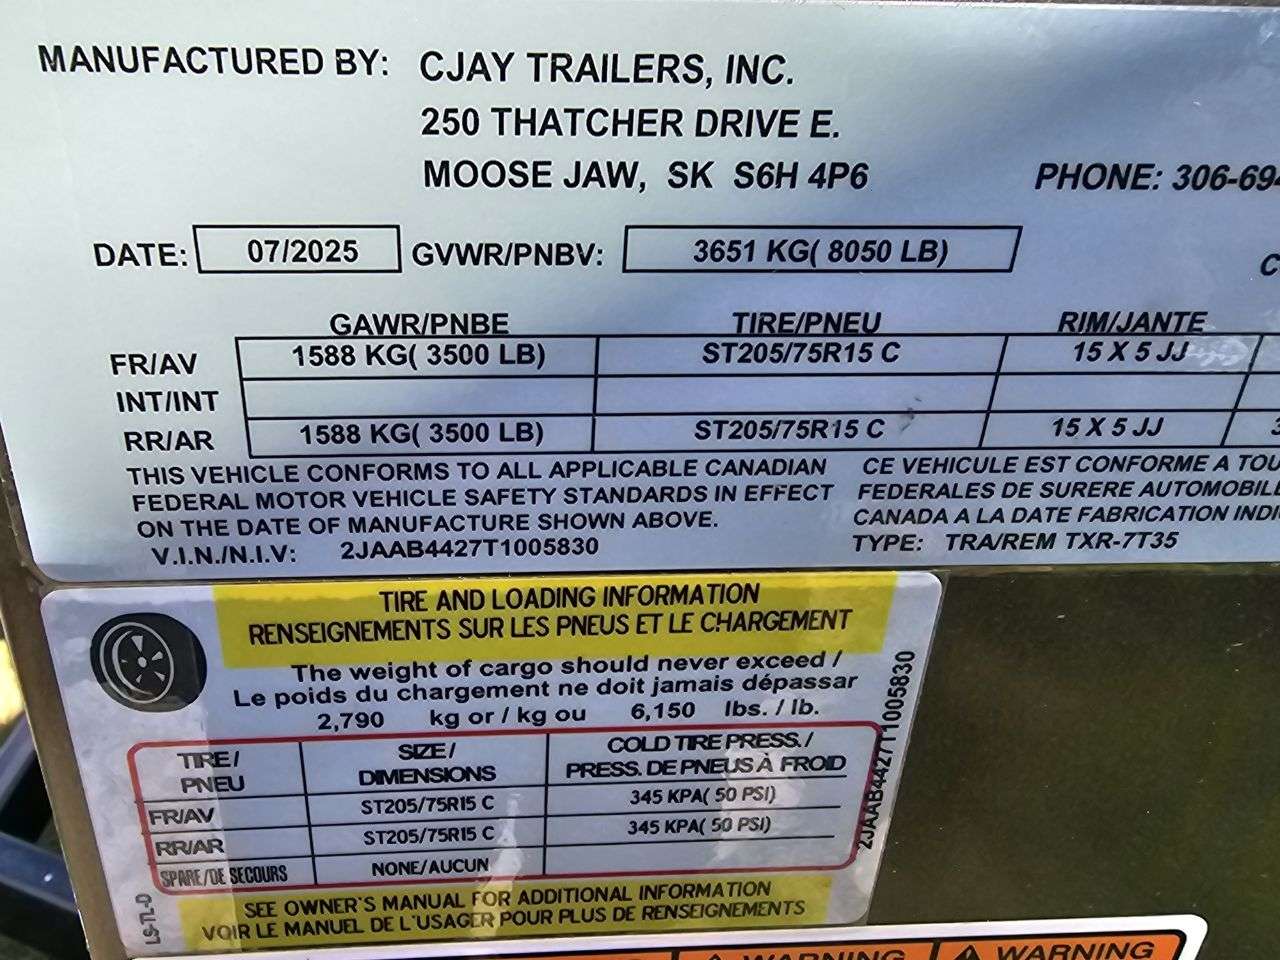 MANUFACTURED BY: CJAY TRAILERS, INC.
250 THATCHER DRIVE E.
MOOSE JAW, SK S6H 4P6 PHONE: 306-694
DATE: 07/2025 GVWR/PNBV: 3651 KG( 8050 LB)
C
GAWR/PNBE TIRE/PNEU RIM/JANTE
FR/AV 1588 KG( 3500 LB) ST205/75R15 C 15 X 5 JJ
INT/INT
RR/AR 1588 KG( 3500 LB) ST205/75R15 C 15 X 5 JJ 3
THIS VEHICLE CONFORMS TO ALL APPLICABLE CANADIAN
FEDERAL MOTOR VEHICLE SAFETY STANDARDS IN EFFECT
ON THE DATE OF MANUFACTURE SHOWN ABOVE.
CE VEHICULE EST CONFORME A TOU
FEDERALES DE SURERE AUTOMOBILE
CANADA A LA DATE FABRICATION INDI
V.I.N./N.I.V: 2JAAB4427T1005830 TYPE: TRA/REM TXR-7T35
TIRE AND LOADING INFORMATION
RENSEIGNEMENTS SUR LES PNEUS ET LE CHARGEMENT
The weight of cargo should never exceed /
Le poids du chargement ne doit jamais dépassar
2,790 kg or / kg ou 6,150 lbs. / lb.
TIRE/ SIZE/ COLD TIRE PRESS./
PNEU DIMENSIONS PRESS. DE PNEUS À FROID
FR/AV ST205/75R15 C 345 KPA( 50 PSI)
RR/AR ST205/75R15 C 345 KPA( 50 PSI)
SPARE/DE SECOURS NONE/AUCUN
SEE OWNER'S MANUAL FOR ADDITIONAL INFORMATION
VOIR LE MANUEL DE L'USAGER POUR PLUS DE RENSEIGNEMENTS
2JAAB4427T1005830
LS-TL-D
WARNING WARNING